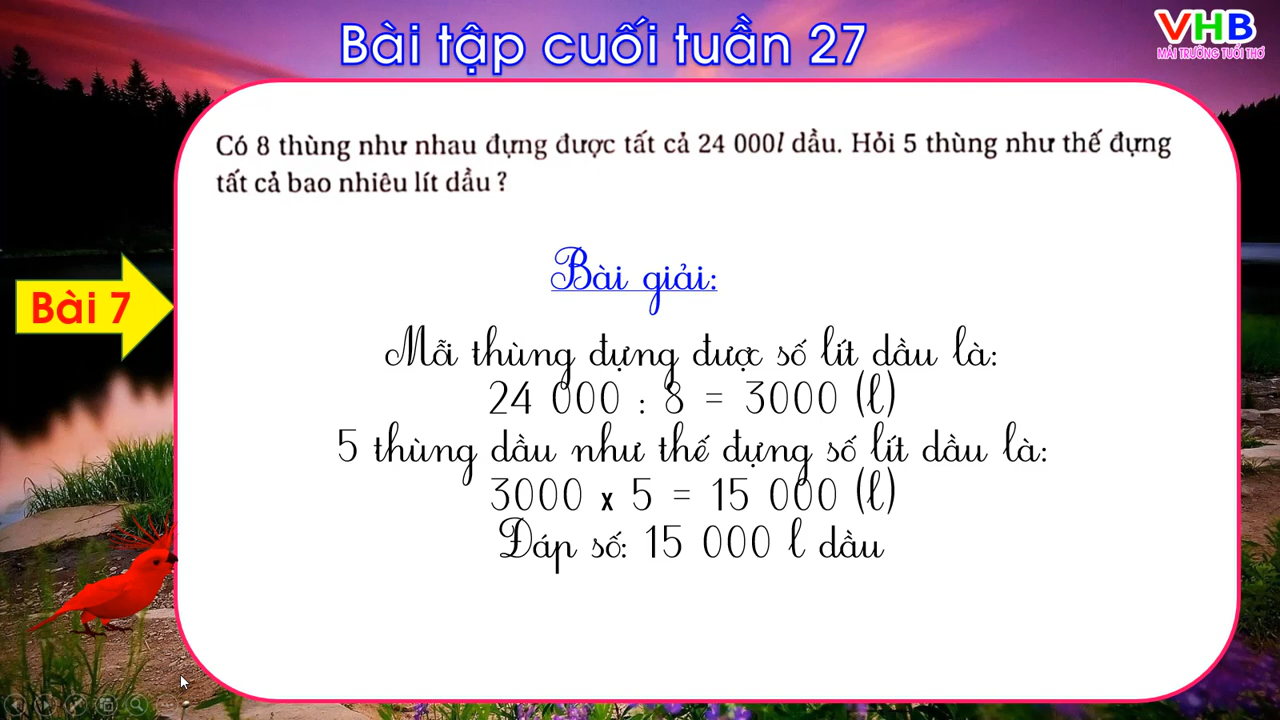 Bài tập cuối tuần 27
VHB
MÁI TRƯỜNG TUỔI THƠ
Có 8 thùng như nhau đựng được tất cả 24 000l dầu. Hỏi 5 thùng như thế đựng
tất cả bao nhiêu lít dầu ?
Bài 7
Bài giải:
Mỗi thùng đựng được số lít dầu là:
24 000 : 8 = 3000 (l)
5 thùng dầu như thế đựng số lít dầu là:
3000 x 5 = 15 000 (l)
Đáp số: 15 000 l dầu